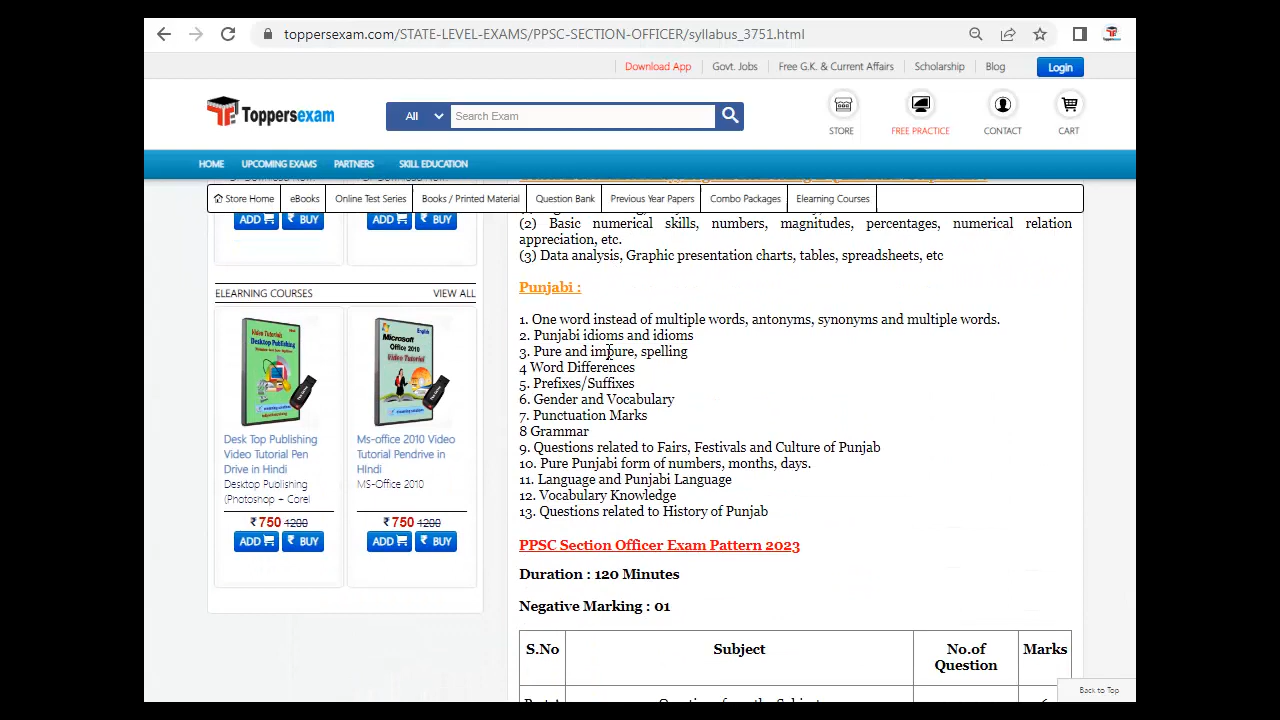 toppersexam.com/STATE-LEVEL-EXAMS/PPSC-SECTION-OFFICER/syllabus_3751.html
Download App Govt. Jobs Free G.K. & Current Affairs Scholarship Blog Login
Toppersexam
All Search Exam
STORE FREE PRACTICE CONTACT CART
HOME UPCOMING EXAMS PARTNERS SKILL EDUCATION
Store Home eBooks Online Test Series Books / Printed Material Question Bank Previous Year Papers Combo Packages Elearning Courses
ADD ₹ BUY ADD ₹ BUY
(2) Basic numerical skills, numbers, magnitudes, percentages, numerical relation
appreciation, etc.
(3) Data analysis, Graphic presentation charts, tables, spreadsheets, etc
ELEARNING COURSES VIEW ALL
Video Tutorials
Desktop Publishing
Microsoft
Office 2010
Video Tutorial
English
Desk Top Publishing
Video Tutorial Pen
Drive in Hindi
Desktop Publishing
(Photoshop + Corel
₹ 750 1200
ADD ₹ BUY
Ms-office 2010 Video
Tutorial Pendrive in
HIndi
MS-Office 2010
₹ 750 1200
ADD ₹ BUY
Punjabi :
1. One word instead of multiple words, antonyms, synonyms and multiple words.
2. Punjabi idioms and idioms
3. Pure and impure, spelling
4 Word Differences
5. Prefixes/Suffixes
6. Gender and Vocabulary
7. Punctuation Marks
8 Grammar
9. Questions related to Fairs, Festivals and Culture of Punjab
10. Pure Punjabi form of numbers, months, days.
11. Language and Punjabi Language
12. Vocabulary Knowledge
13. Questions related to History of Punjab
PPSC Section Officer Exam Pattern 2023
Duration : 120 Minutes
Negative Marking : 01
S.No Subject No.of Question Marks
Back to Top